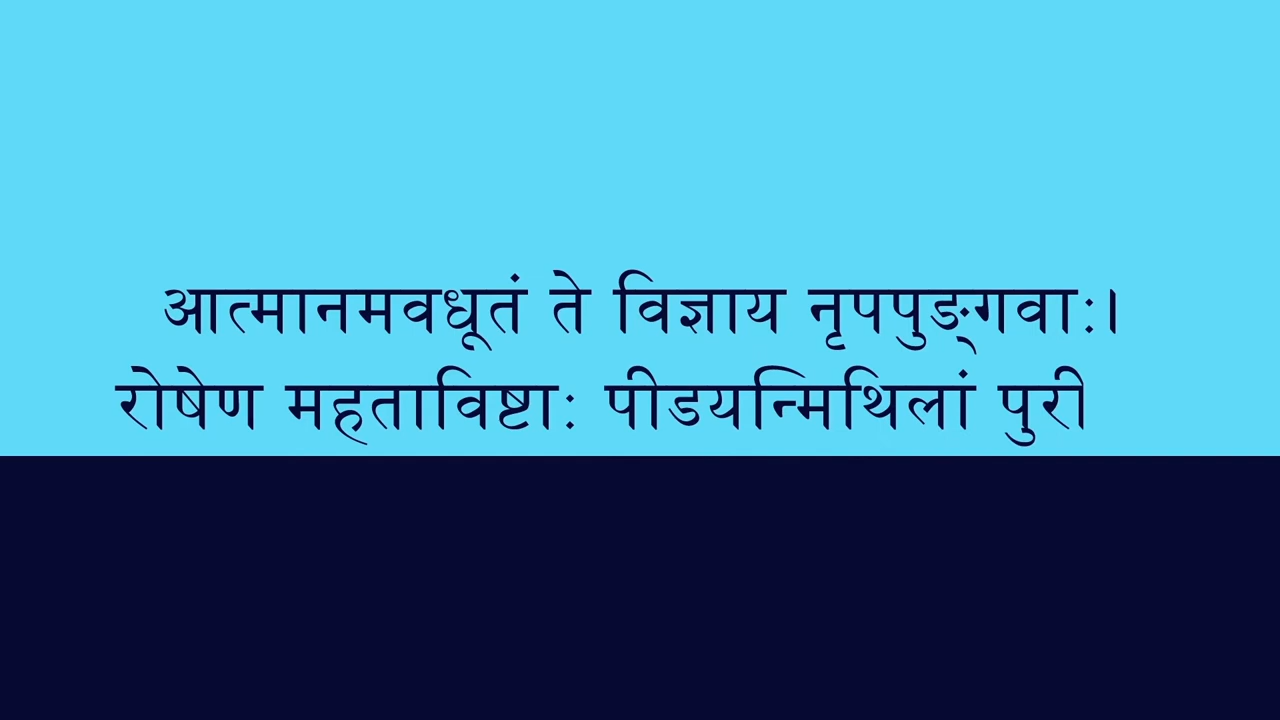 आत्मानमवधूतं ते विज्ञाय नृपपुङ्गवाः।
रोषेण महताविष्टाः पीडयन्मिथिलां पुरी